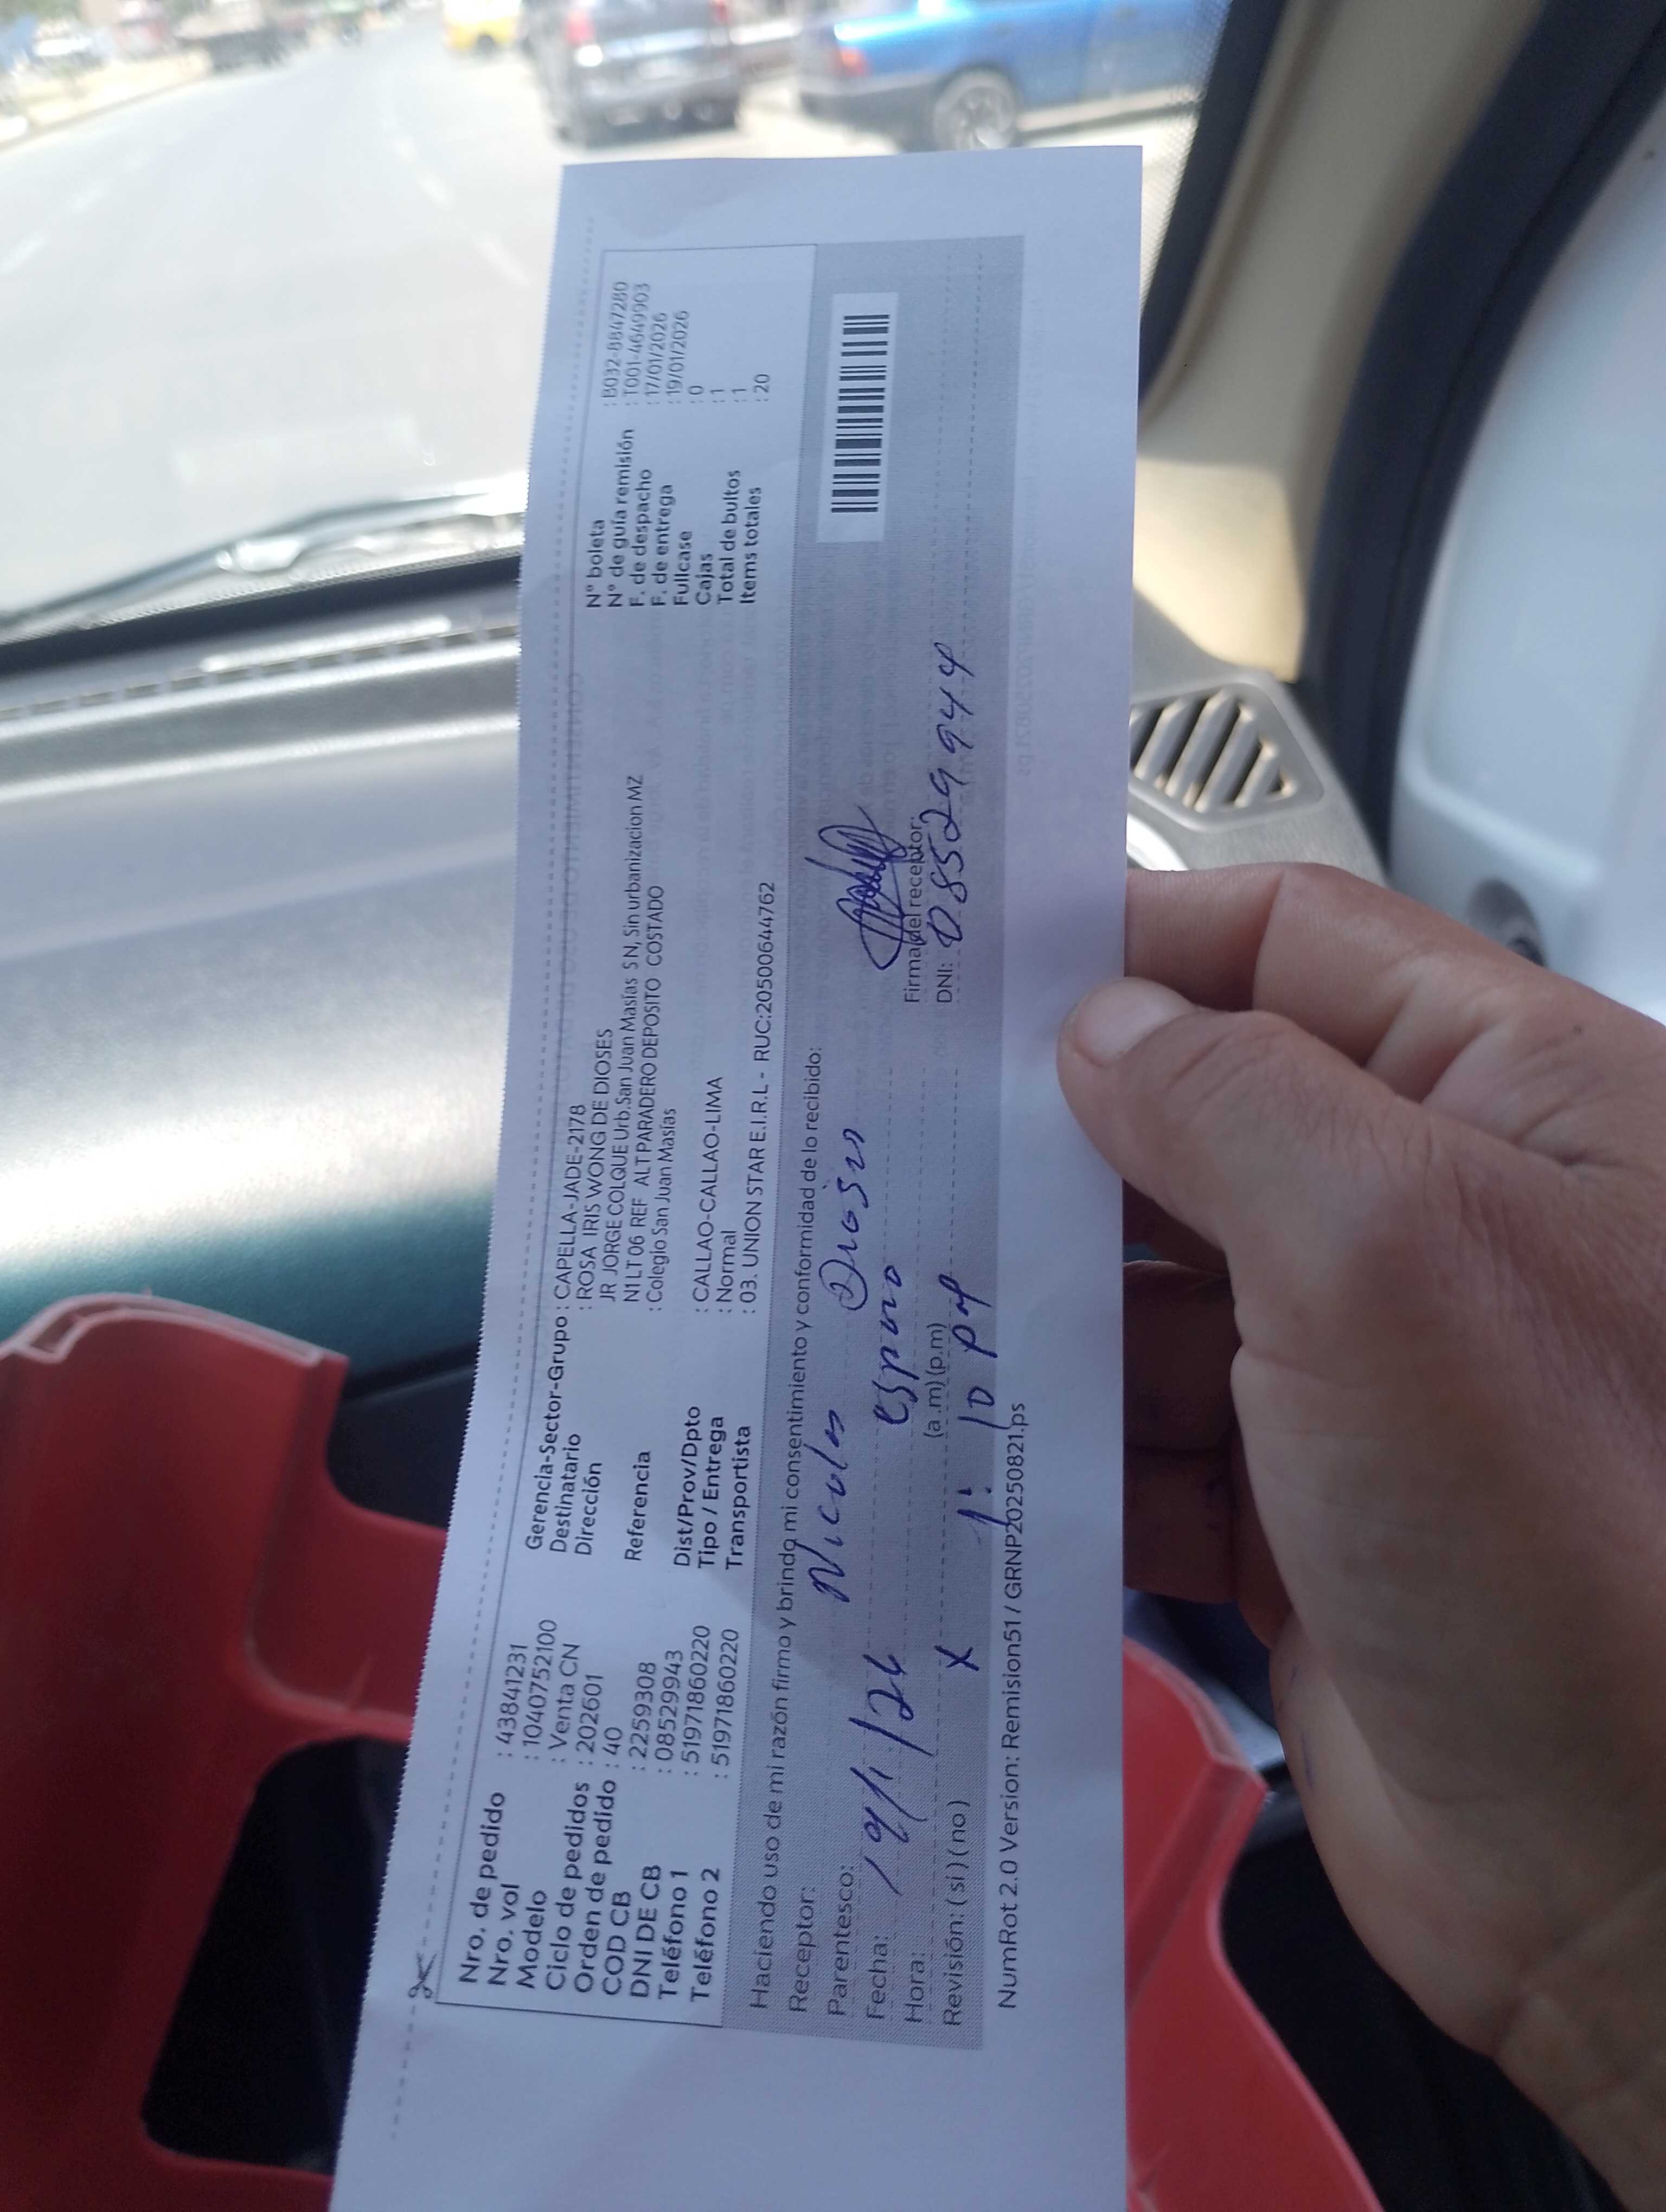 Nro. de pedido : 43841231
Nro. vol : 1040752100
Modelo : Venta CN
Ciclo de pedidos : 202601
Orden de pedido : 40
COD CB : 2259308
DNI DE CB : 08529943
Teléfono 1 : 51971860220
Teléfono 2 : 51971860220
Gerencia-Sector-Grupo : CAPELLA-JADE-2178
Destinatario : ROSA IRIS WONG DE DIOSES
Dirección JR JORGE COLQUE Urb.San Juan Masías SN, Sin urbanizacion MZ
N1 LT 06 REF ALT PARADERO DEPOSITO COSTADO
Referencia : Colegio San Juan Masías
Dist/Prov/Dpto : CALLAO-CALLAO-LIMA
Tipo / Entrega : Normal
Transportista : 03. UNION STAR E.I.R.L - RUC:20500644762
N° boleta : B032-8847280
N° de guía remisión : T001-4649903
F. de despacho : 17/01/2026
F. de entrega : 19/01/2026
Fullcase : 0
Cajas : 1
Total de bultos : 1
Items totales : 20
Haciendo uso de mi razón firmo y brindo mi consentimiento y conformidad de lo recibido:
Receptor: Nicolas
Parentesco: esposo
Fecha: 19/1/26
Hora: (a.m) (p.m) 1:10 pm
Revisión: ( si ) ( no ) X
Firma del receptor:
DNI: 08529944
NumRot 2.0 Version: Remision51 / GRNP20250821.ps